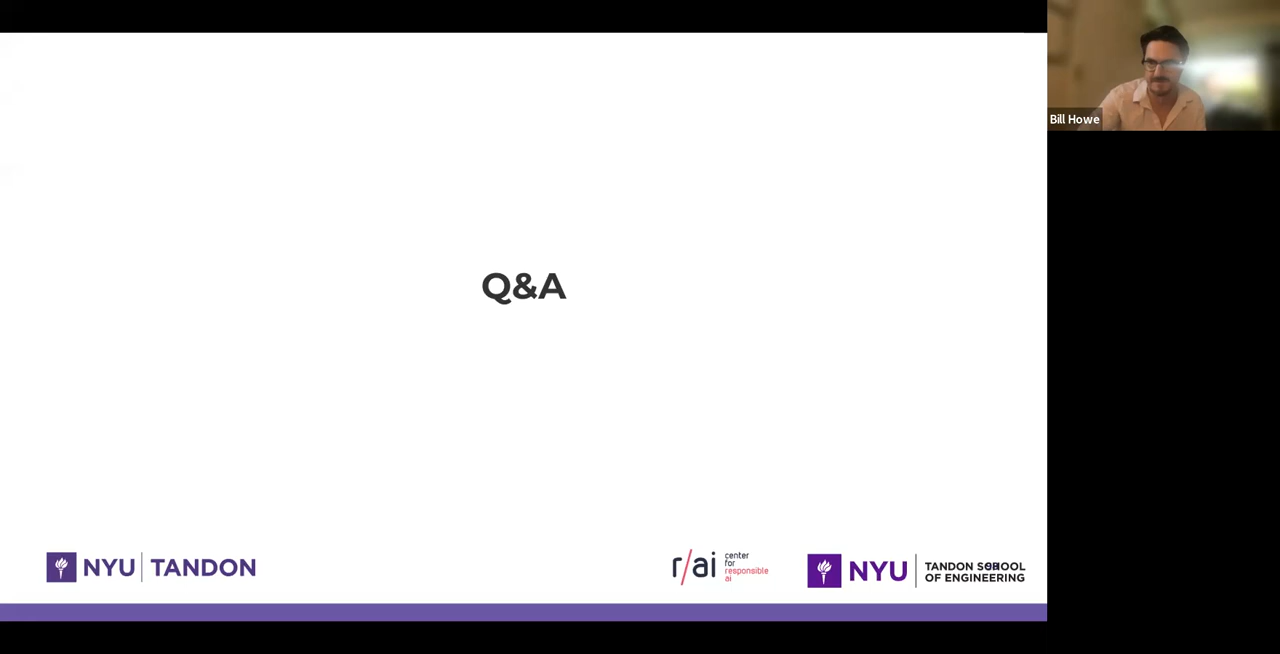 Bill Howe
Q&A
NYU TANDON
r/ai
center
for
responsible
ai
NYU
TANDON SCHOOL
OF ENGINEERING